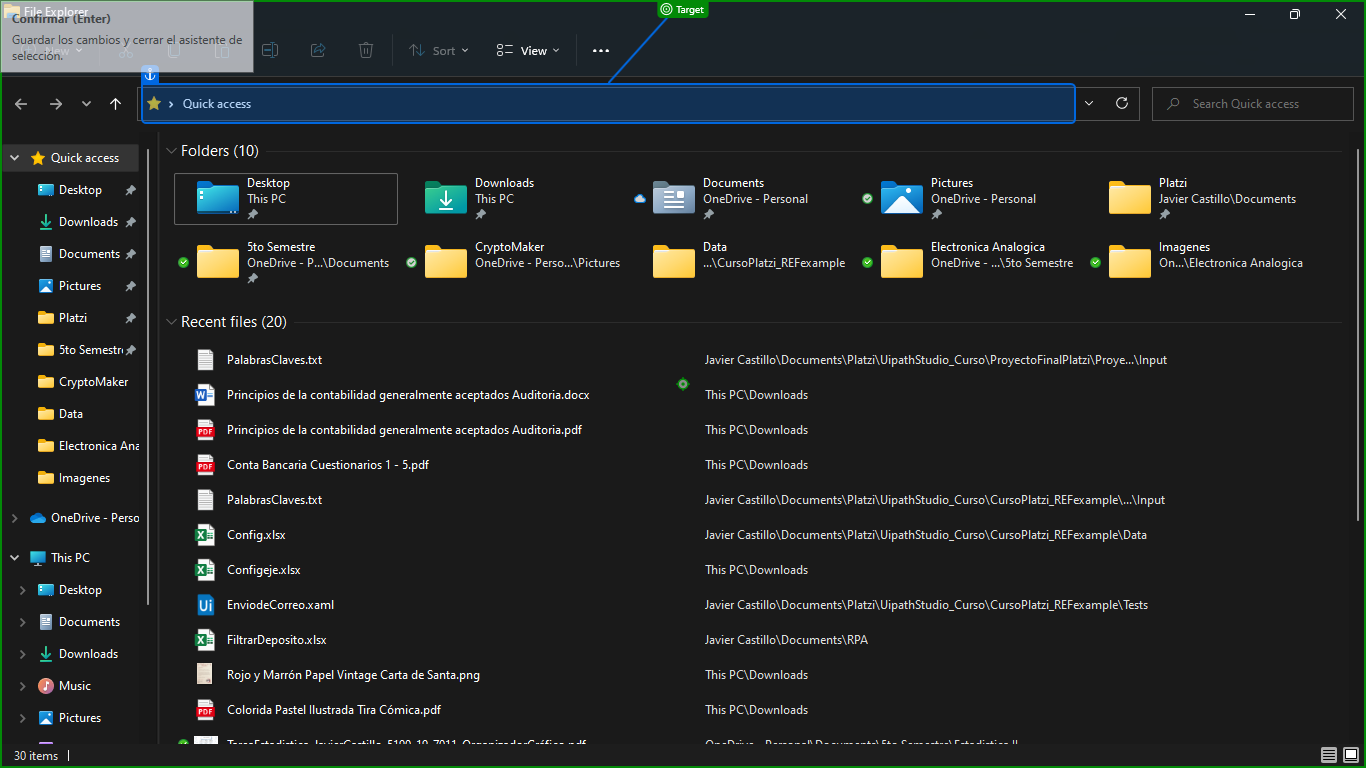 File Explorer
Confirmar (Enter)
Guardar los cambios y cerrar el asistente de
selección.
Target
New
Sort
View
Quick access
Search Quick access
Quick access
Desktop
Downloads
Documents
Pictures
Platzi
5to Semestre
CryptoMaker
Data
Electronica Ana
Imagenes
OneDrive - Perso
This PC
Desktop
Documents
Downloads
Music
Pictures
Folders (10)
Desktop
This PC
Downloads
This PC
Documents
OneDrive - Personal
Pictures
OneDrive - Personal
Platzi
Javier Castillo\Documents
5to Semestre
OneDrive - P...\Documents
CryptoMaker
OneDrive - Perso...\Pictures
Data
...\CursoPlatzi_REFexample
Electronica Analogica
OneDrive - ...\5to Semestre
Imagenes
On...\Electronica Analogica
Recent files (20)
PalabrasClaves.txt Javier Castillo\Documents\Platzi\UipathStudio_Curso\ProyectoFinalPlatzi\Proye...\Input
Principios de la contabilidad generalmente aceptados Auditoria.docx This PC\Downloads
Principios de la contabilidad generalmente aceptados Auditoria.pdf This PC\Downloads
Conta Bancaria Cuestionarios 1 - 5.pdf This PC\Downloads
PalabrasClaves.txt Javier Castillo\Documents\Platzi\UipathStudio_Curso\CursoPlatzi_REFexample\...\Input
Config.xlsx Javier Castillo\Documents\Platzi\UipathStudio_Curso\CursoPlatzi_REFexample\Data
Configeje.xlsx This PC\Downloads
EnviodeCorreo.xaml Javier Castillo\Documents\Platzi\UipathStudio_Curso\CursoPlatzi_REFexample\Tests
FiltrarDeposito.xlsx Javier Castillo\Documents\RPA
Rojo y Marrón Papel Vintage Carta de Santa.png This PC\Downloads
Colorida Pastel Ilustrada Tira Cómica.pdf This PC\Downloads
OneDrive - Personal\Documents\5to Semestre\Estadistica II
30 items